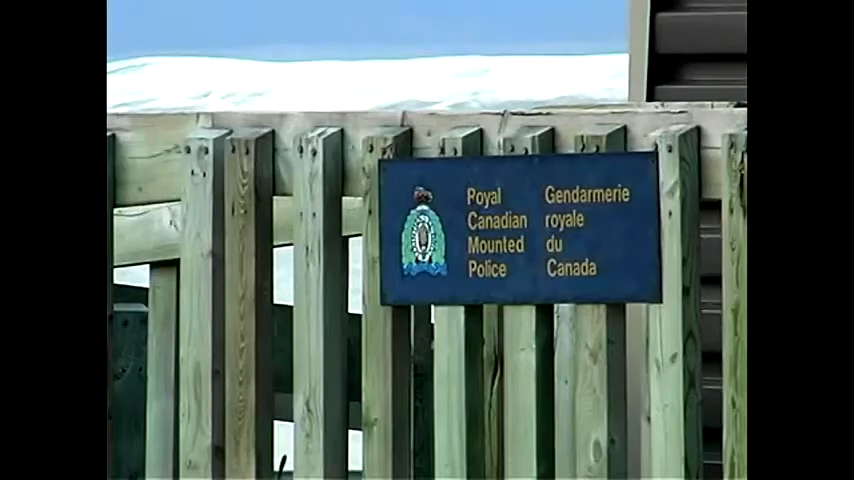 Royal
Canadian
Mounted
Police
Gendarmerie
royale
du
Canada